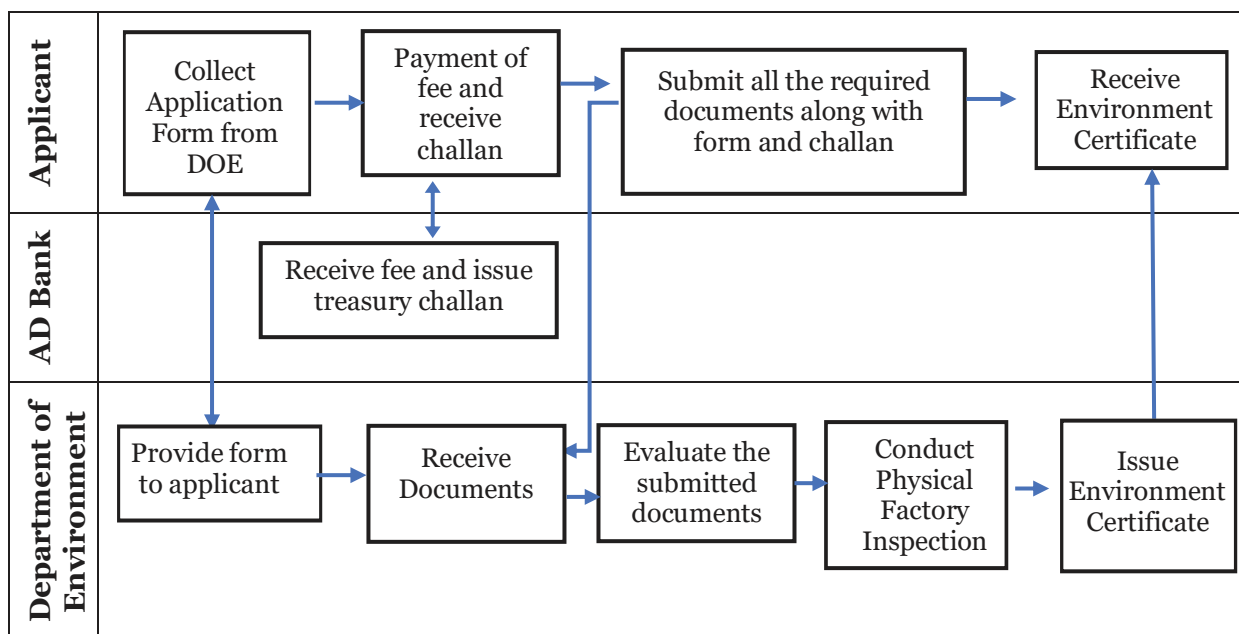 Applicant
Collect
Application
Form from
DOE
Payment of
fee and
receive
challan
Submit all the required
documents along with
form and challan
Receive
Environment
Certificate
AD Bank
Receive fee and issue
treasury challan
Department of
Environment
Provide form
to applicant
Receive
Documents
Evaluate the
submitted
documents
Conduct
Physical
Factory
Inspection
Issue
Environment
Certificate